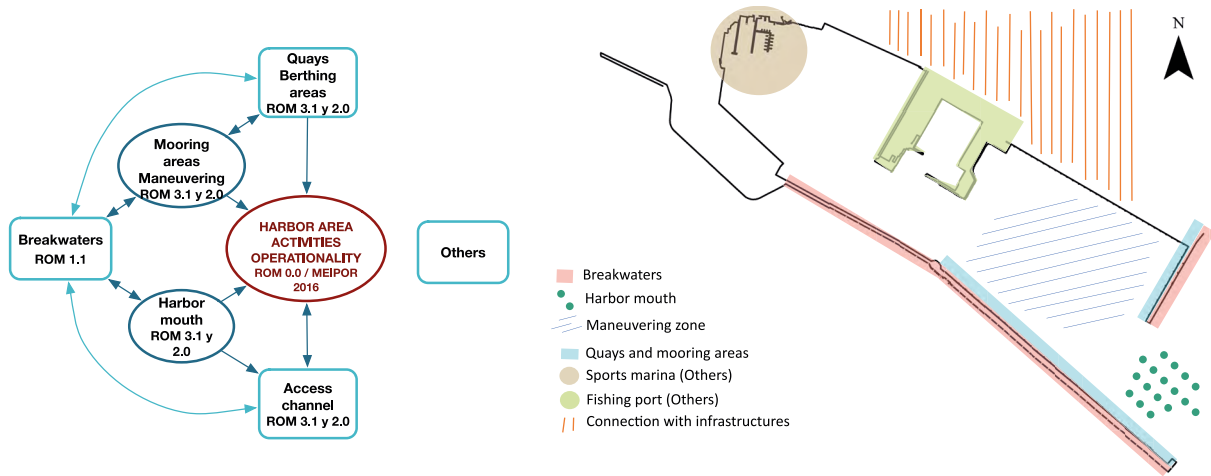 Quays
Berthing
areas
ROM 3.1 y 2.0
Mooring
areas
Maneuvering
ROM 3.1 y 2.0
Breakwaters
ROM 1.1
HARBOR AREA
ACTIVITIES
OPERATIONALITY
ROM 0.0 / MEIPOR
2016
Others
Harbor
mouth
ROM 3.1 y
2.0
Access
channel
ROM 3.1 y 2.0
N
Breakwaters
Harbor mouth
Maneuvering zone
Quays and mooring areas
Sports marina (Others)
Fishing port (Others)
Connection with infrastructures